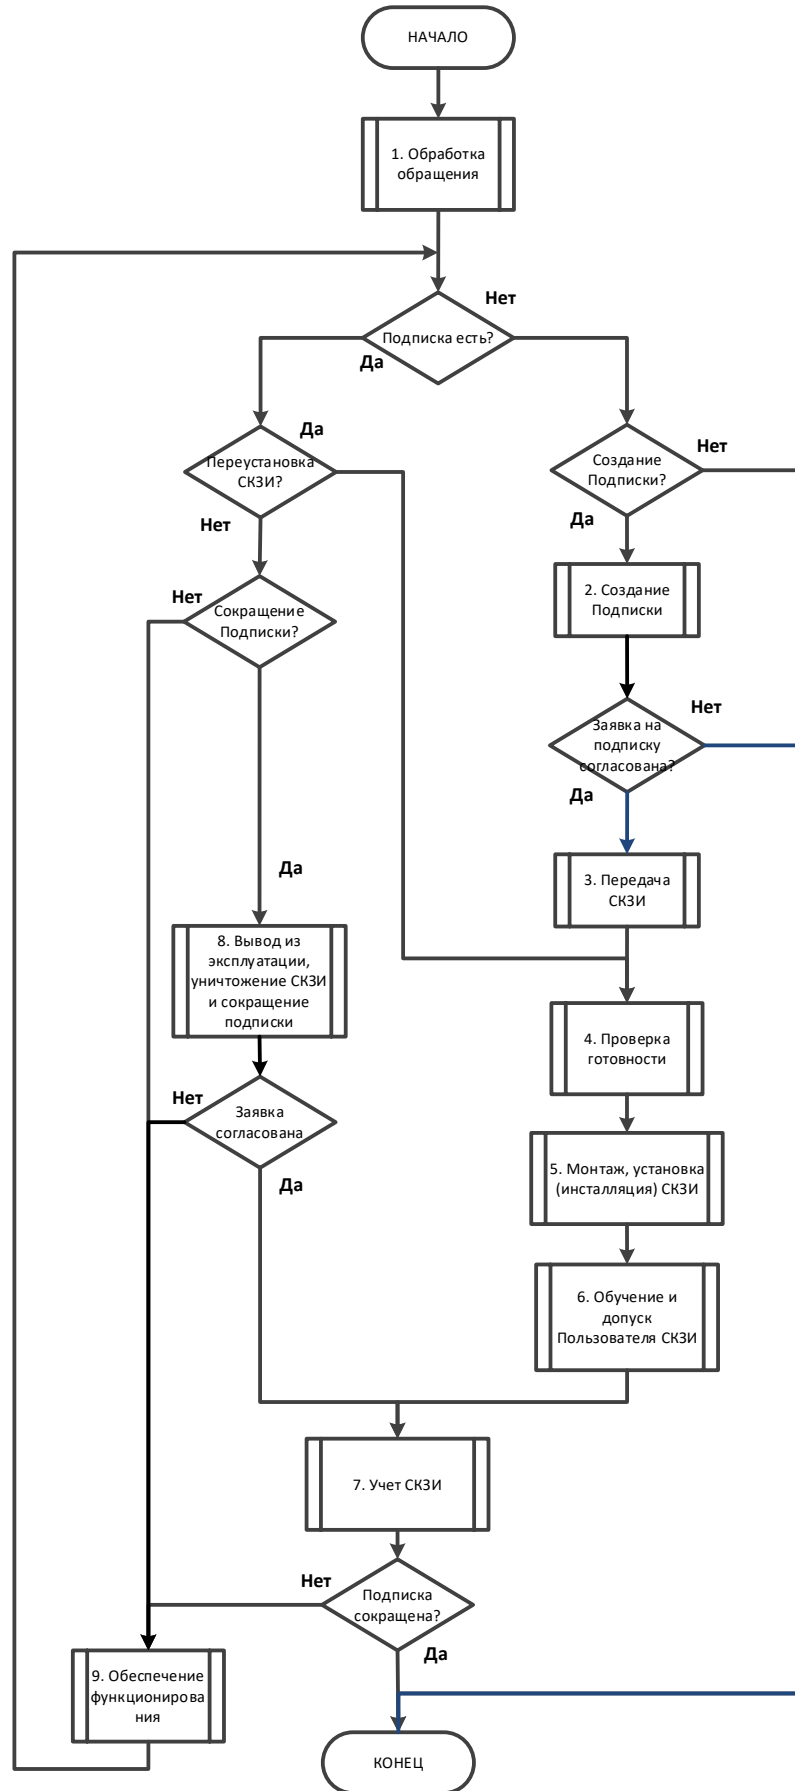 НАЧАЛО
1. Обработка
обращения
Нет
Подписка есть?
Да
Да
Переустановка
СКЗИ?
Нет
Нет
Создание
Подписки?
Да
Нет
Сокращение
Подписки?
2. Создание
Подписки
Нет
Заявка на
подписку
согласована?
Да
Да
3. Передача
СКЗИ
8. Вывод из
эксплуатации,
уничтожение СКЗИ
и сокращение
подписки
4. Проверка
готовности
Нет
Заявка
согласована
Да
5. Монтаж, установка
(инсталляция) СКЗИ
6. Обучение и
допуск
Пользователя СКЗИ
7. Учет СКЗИ
Нет
Подписка
сокращена?
Да
9. Обеспечение
функционирова
ния
КОНЕЦ